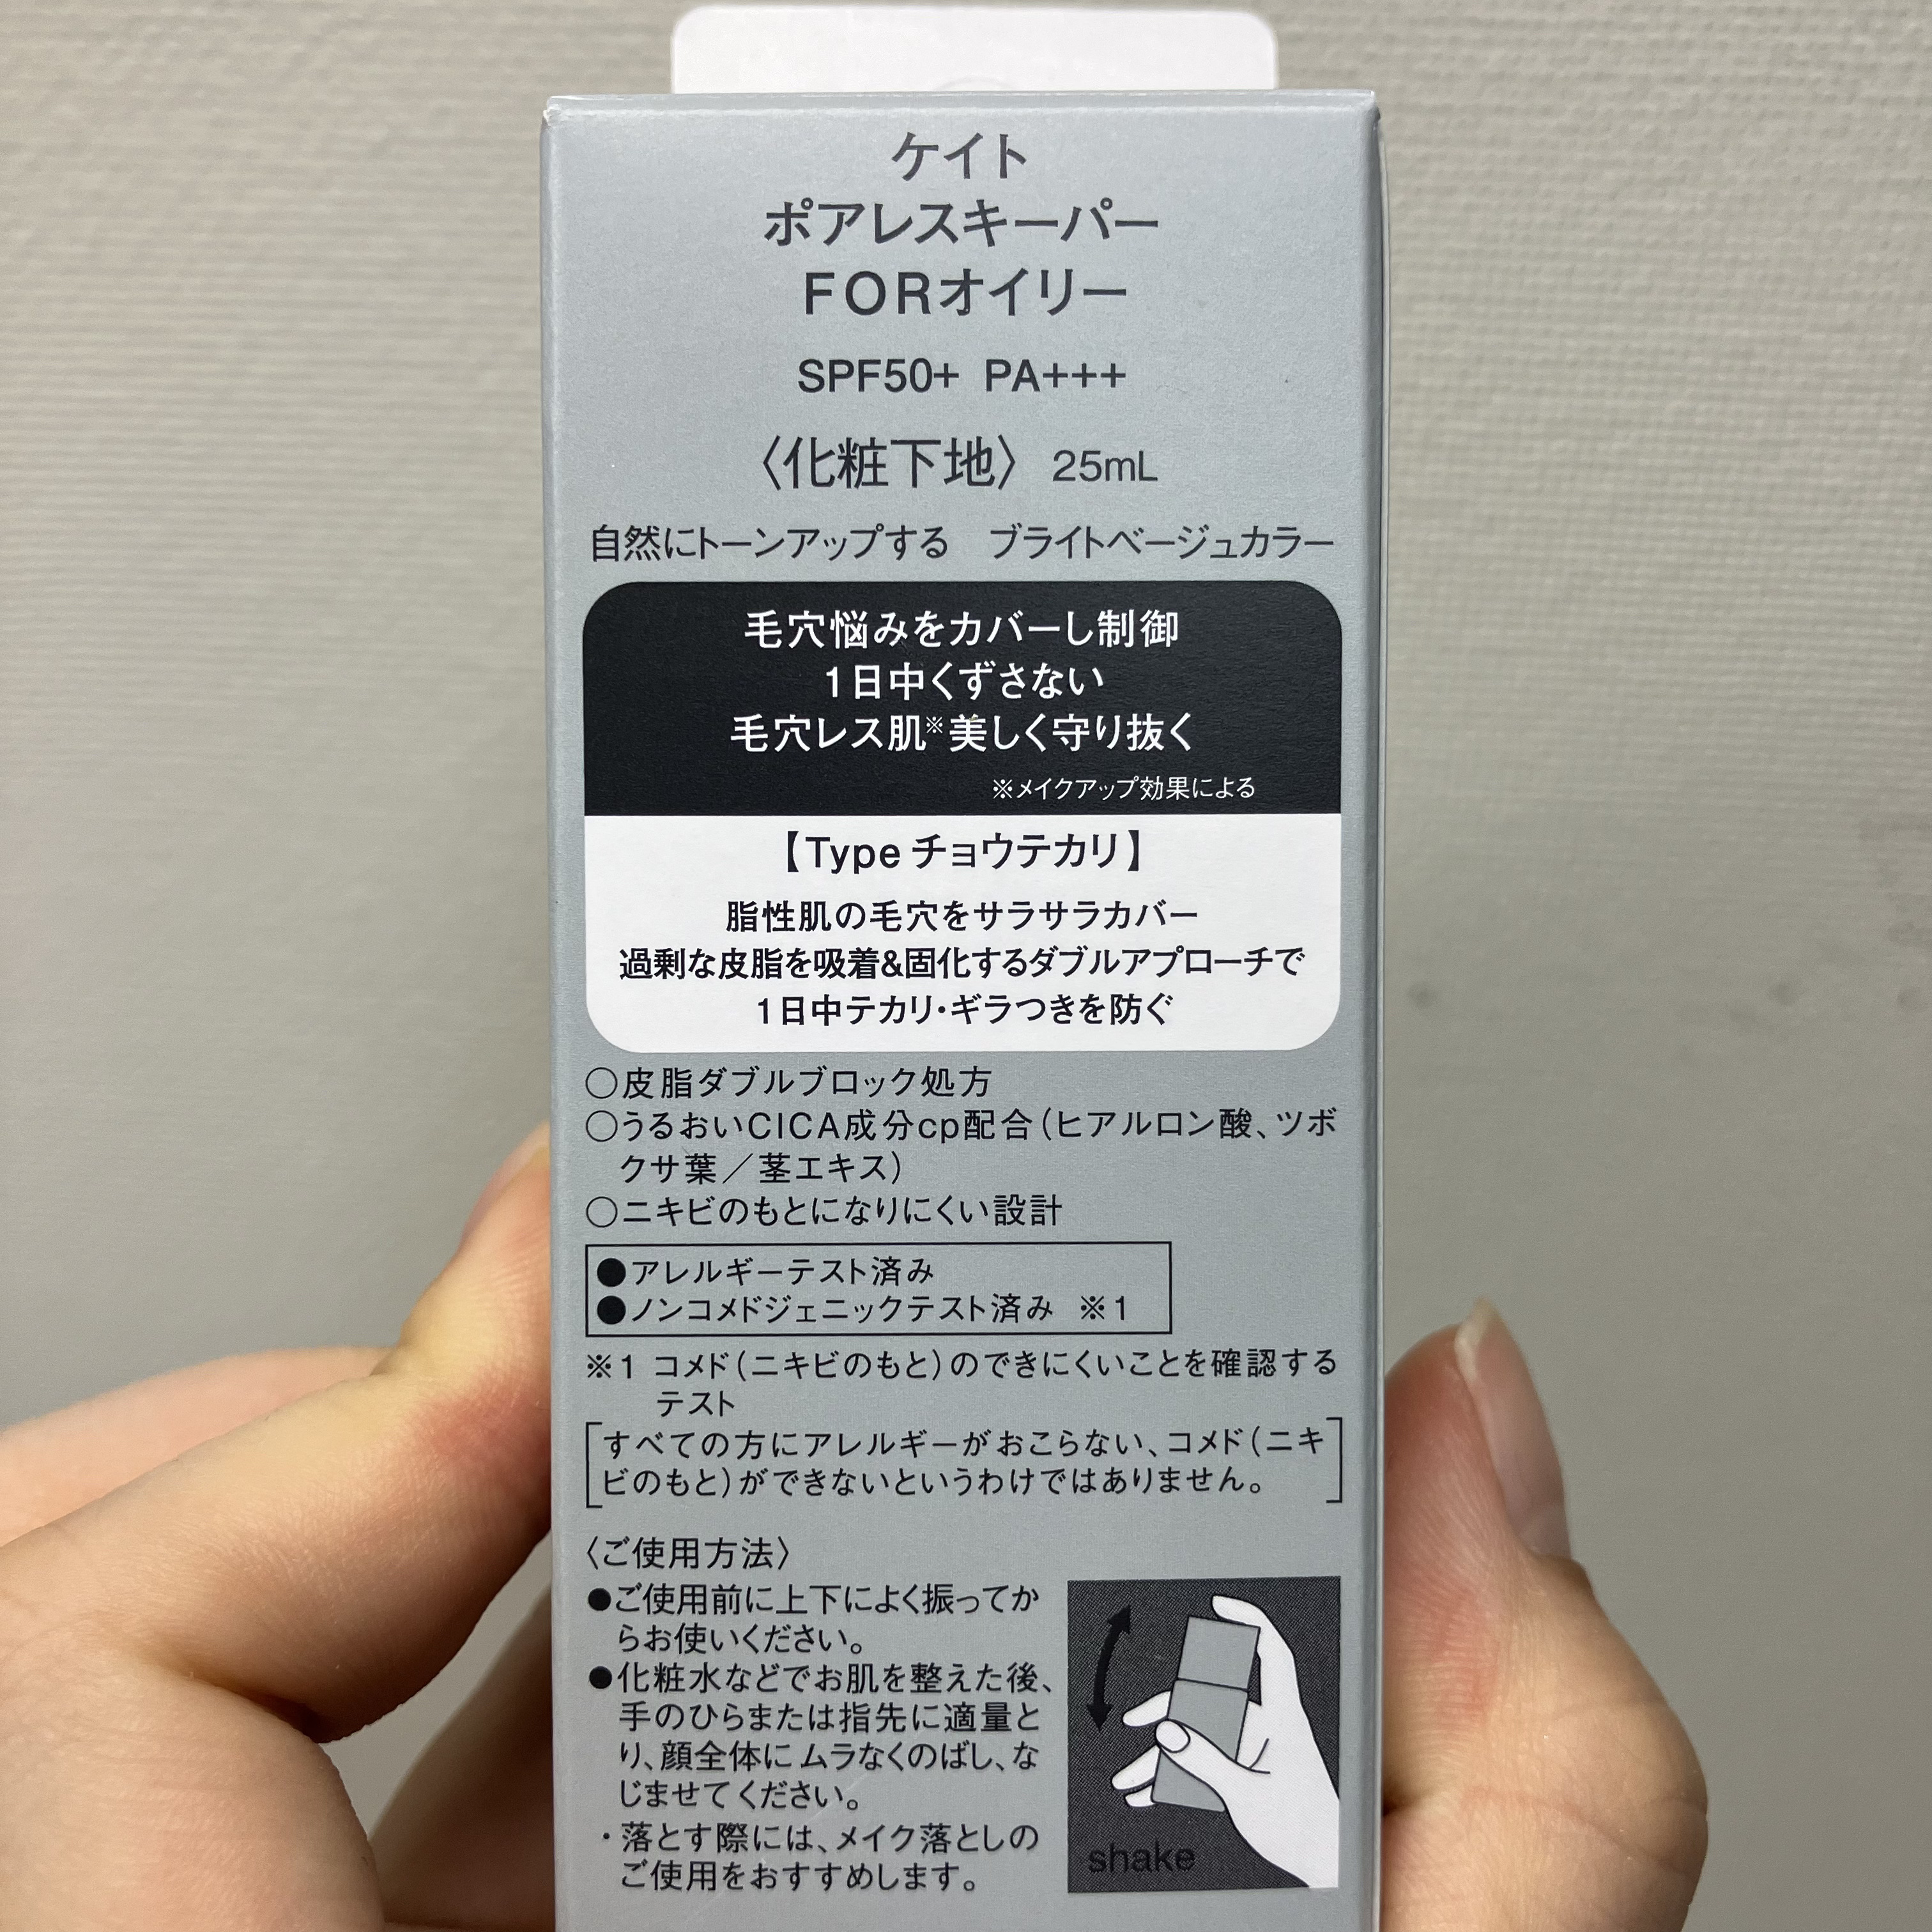 ケイト
ポアレスキーパー
FORオイリー
SPF50+ PA+++
〈化粧下地〉 25mL
自然にトーンアップする ブライトベージュカラー
毛穴悩みをカバーし制御
1日中くずさない
毛穴レス肌※美しく守り抜く
※メイクアップ効果による
【Typeチョウテカリ】
脂性肌の毛穴をサラサラカバー
過剰な皮脂を吸着&固化するダブルアプローチで
1日中テカリ・ギラつきを防ぐ
○皮脂ダブルブロック処方
○うるおいCICA成分cp配合(ヒアルロン酸、ツボ
クサ葉/茎エキス)
○ニキビのもとになりにくい設計
●アレルギーテスト済み
●ノンコメドジェニックテスト済み ※1
※1 コメド(ニキビのもと)のできにくいことを確認する
テスト
[すべての方にアレルギーがおこらない、コメド(ニキ
ビのもと)ができないというわけではありません。]
〈ご使用方法〉
●ご使用前に上下によく振ってか
らお使いください。
●化粧水などでお肌を整えた後、
手のひらまたは指先に適量と
り、顔全体にムラなくのばし、な
じませてください。
・落とす際には、メイク落としの
ご使用をおすすめします。
shake